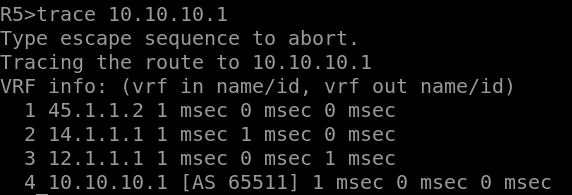 R5>trace 10.10.10.1
Type escape sequence to abort.
Tracing the route to 10.10.10.1
VRF info: (vrf in name/id, vrf out name/id)
  1 45.1.1.2 1 msec 0 msec 0 msec
  2 14.1.1.1 1 msec 1 msec 0 msec
  3 12.1.1.1 1 msec 0 msec 1 msec
  4_10.10.10.1 [AS 65511] 1 msec 0 msec 0 msec